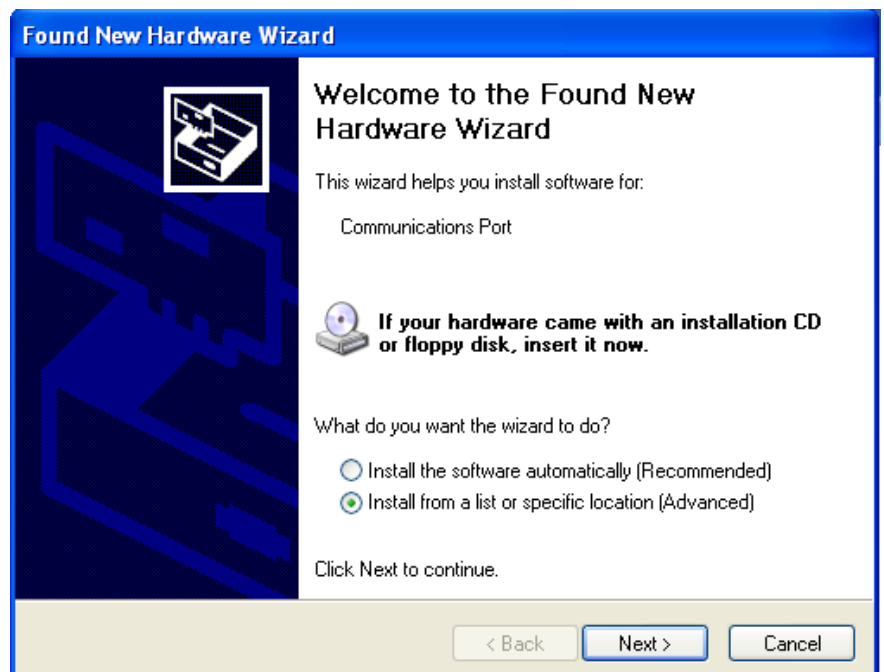 Found New Hardware Wizard
Welcome to the Found New
Hardware Wizard
This wizard helps you install software for:
Communications Port
If your hardware came with an installation CD
or floppy disk, insert it now.
What do you want the wizard to do?
Install the software automatically (Recommended)
Install from a list or specific location (Advanced)
Click Next to continue.
< Back Next > Cancel